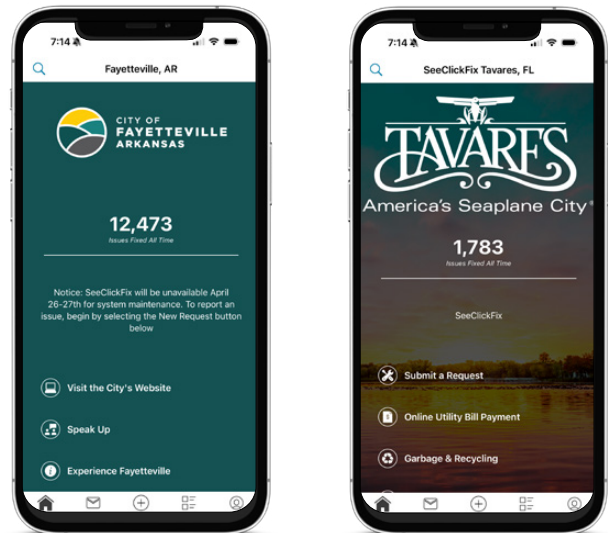 7:14
Fayetteville, AR
CITY OF
FAYETTEVILLE
ARKANSAS
12,473
Issues Fixed All Time
Notice: SeeClickFix will be unavailable April
26-27th for system maintenance. To report an
issue, begin by selecting the New Request button
below
Visit the City's Website
Speak Up
Experience Fayetteville
7:14
SeeClickFix Tavares, FL
TAVARES
America's Seaplane City®
1,783
Issues Fixed All Time
SeeClickFix
Submit a Request
Online Utility Bill Payment
Garbage & Recycling